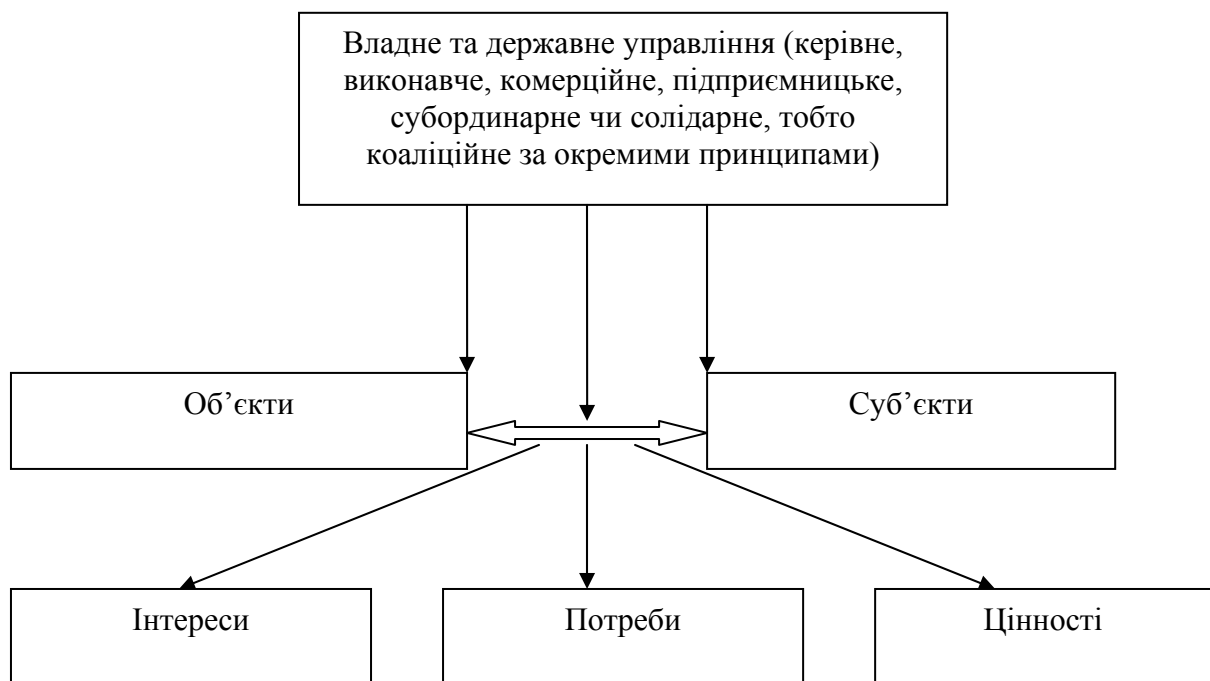 Владне та державне управління (керівне,
виконавче, комерційне, підприємницьке,
субординарне чи солідарне, тобто
коаліційне за окремими принципами)
Об’єкти
Суб’єкти
Інтереси
Потреби
Цінності